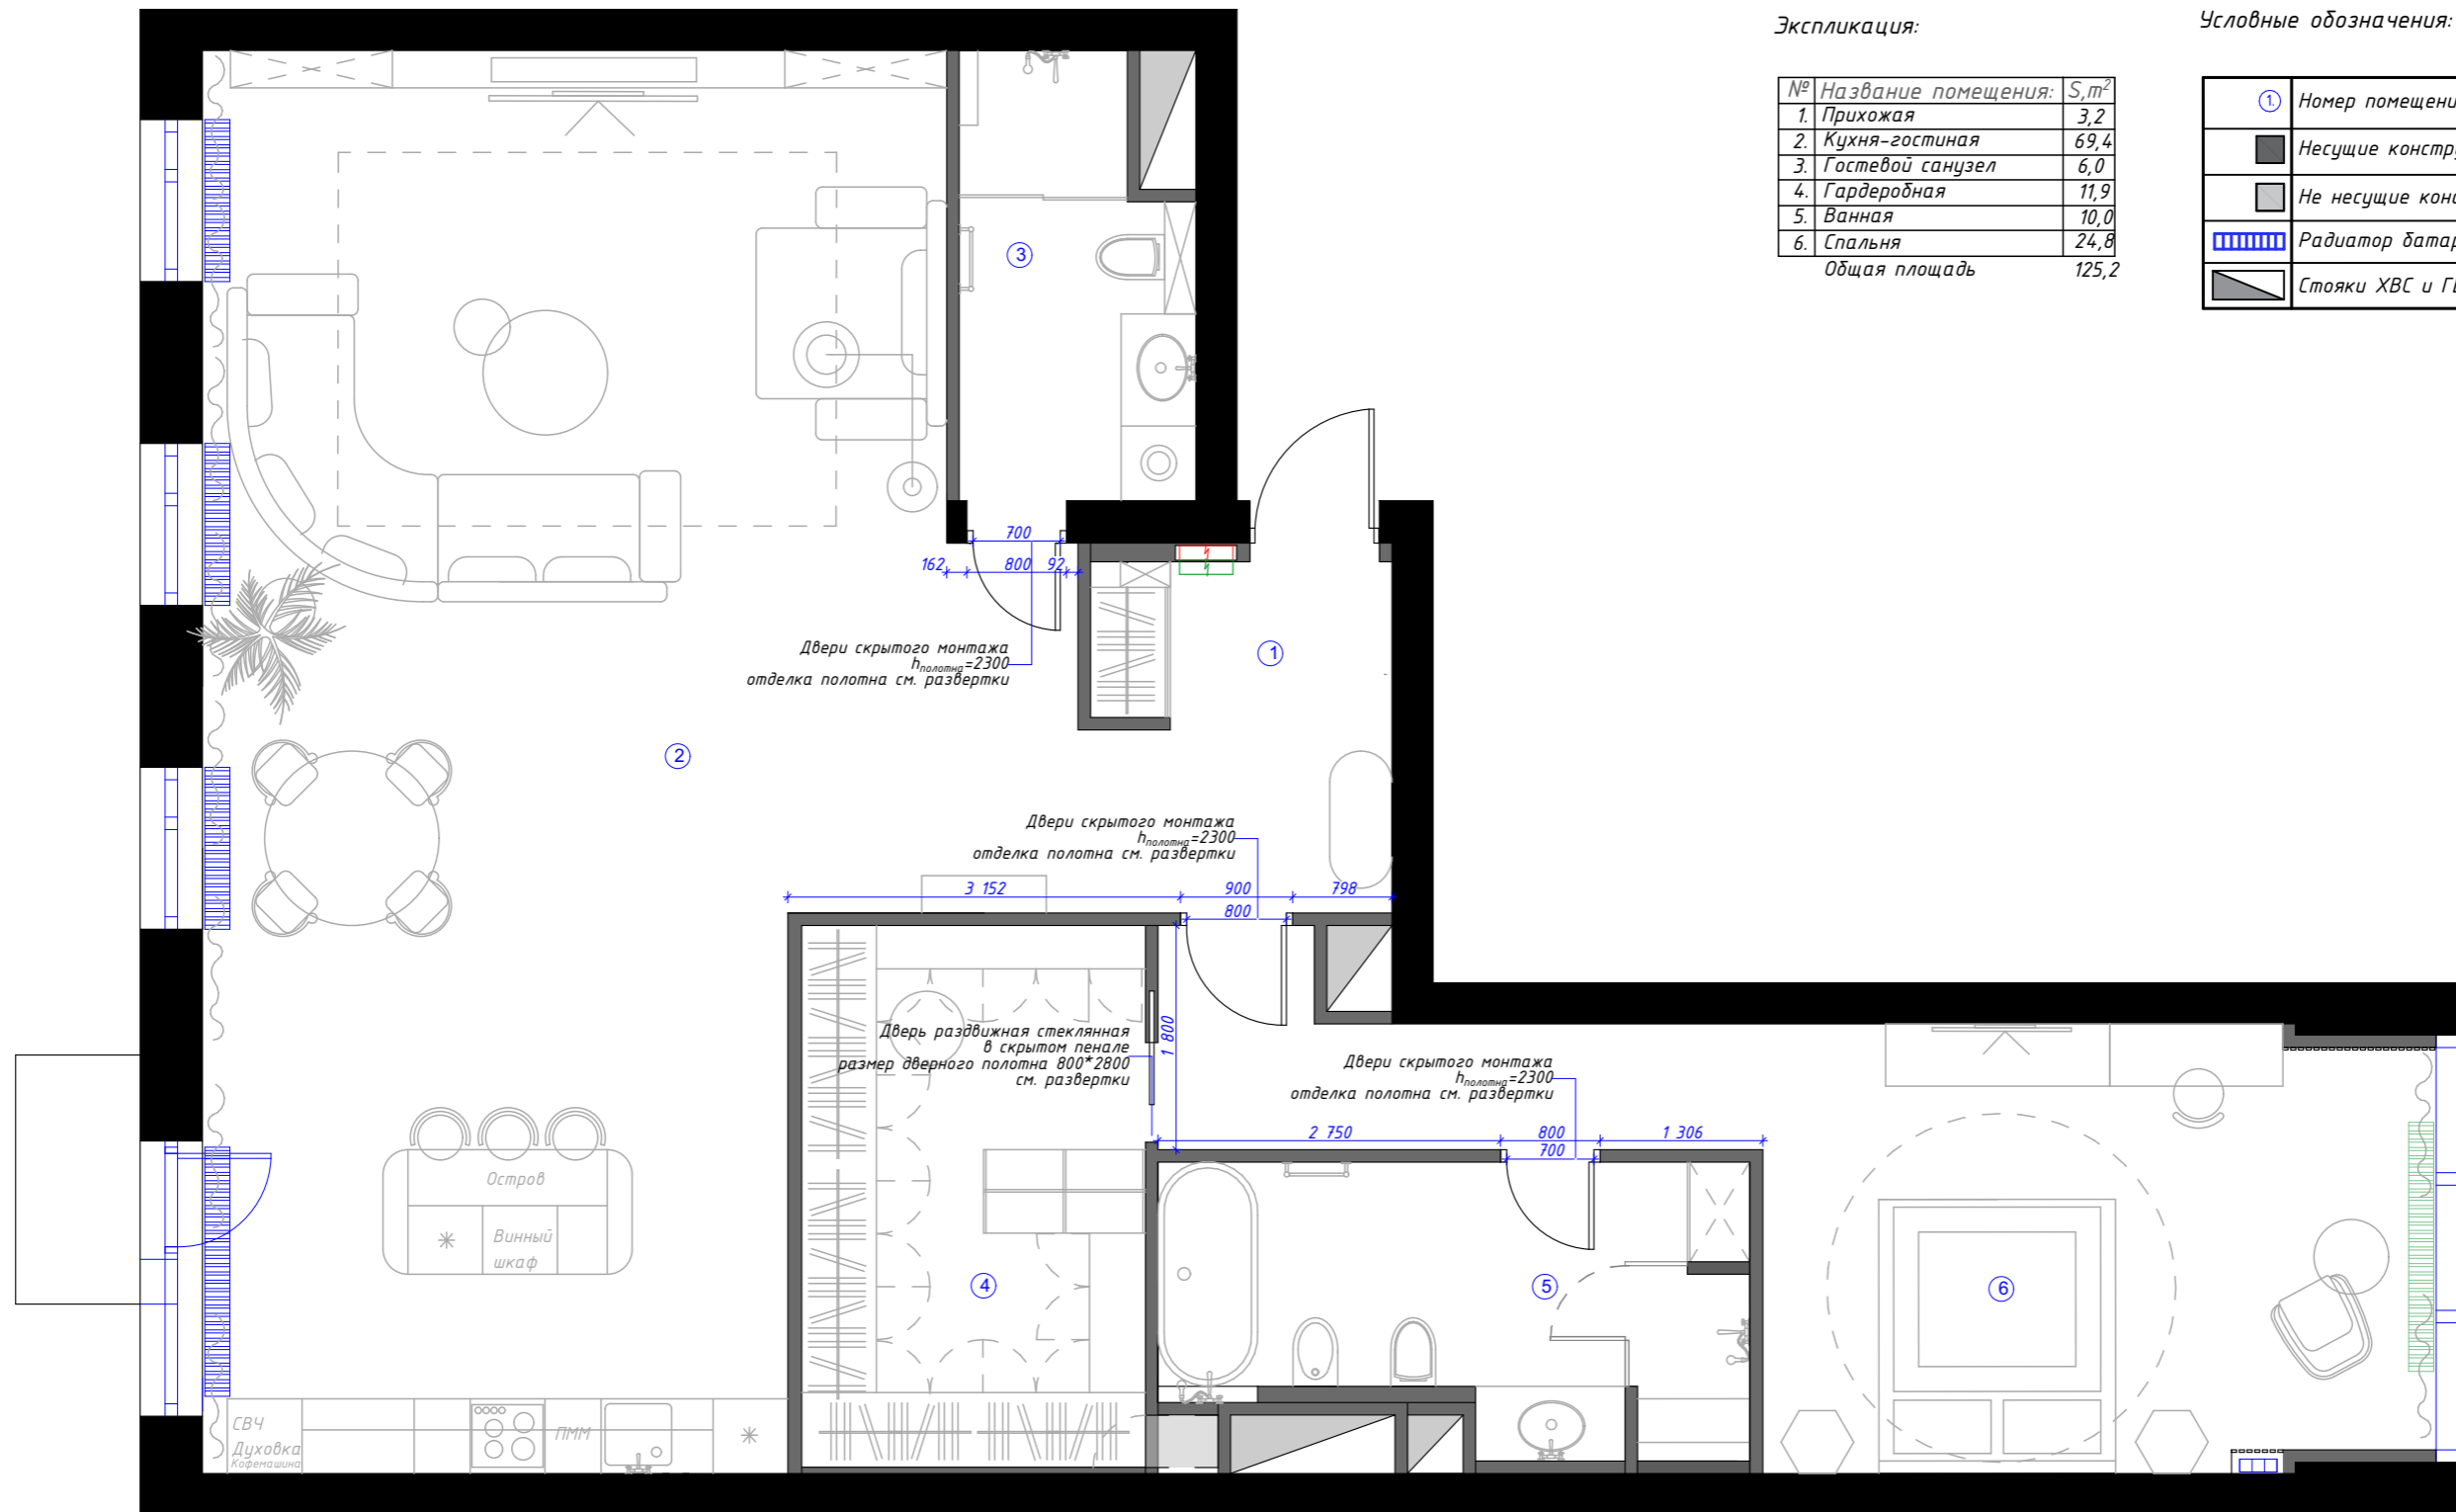 Экспликация:
№ Название помещения: S,m²
1. Прихожая 3,2
2. Кухня-гостиная 69,4
3. Гостевой санузел 6,0
4. Гардеробная 11,9
5. Ванная 10,0
6. Спальня 24,8
Общая площадь 125,2
Условные обозначения:
1. Номер помещени
Несущие констр
Не несущие кон
Радиатор батар
Стояки ХВС и Г
3
700
162 800 92
Двери скрытого монтажа
hполотна=2300
отделка полотна см. развертки
1
2
Двери скрытого монтажа
hполотна=2300
отделка полотна см. развертки
3 152 900 798
800
1 800
Дверь раздвижная стеклянная
в скрытом пенале
размер дверного полотна 800*2800
см. развертки
Двери скрытого монтажа
hполотна=2300
отделка полотна см. развертки
2 750 800 1 306
700
Остров
Винный
шкаф
4
5
6
СВЧ
Духовка
Кофемашина
ПММ